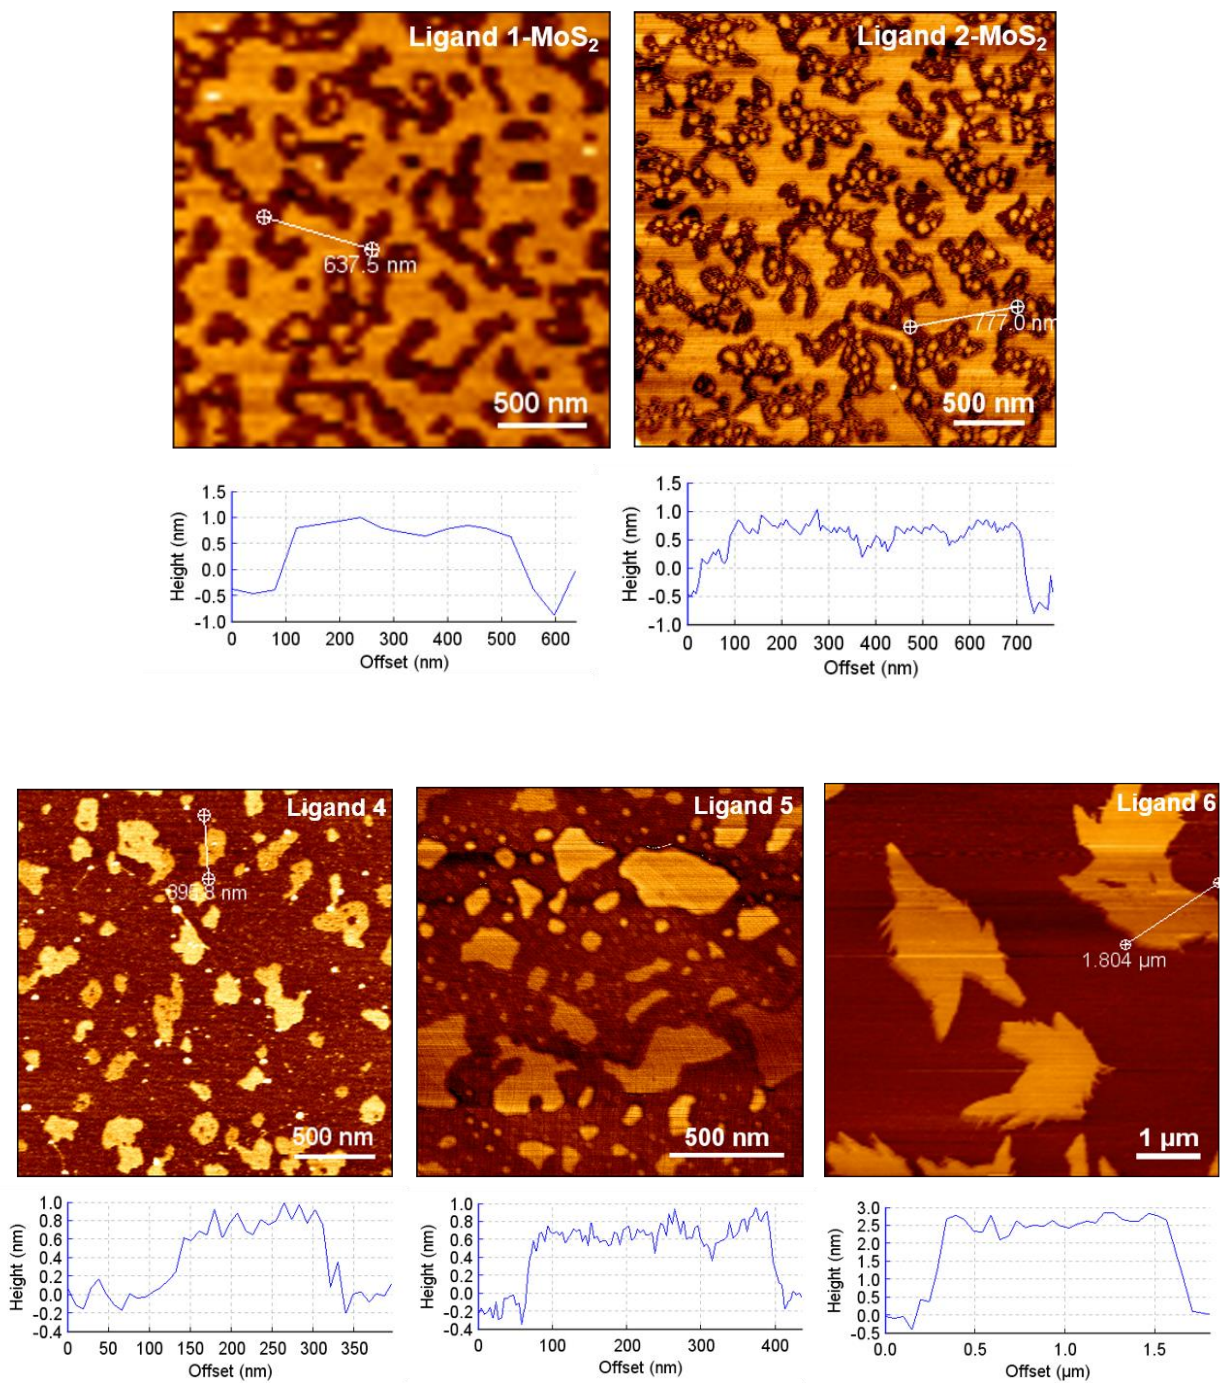 Ligand 1-MoS₂
637.5 nm
500 nm
Ligand 2-MoS₂
777.0 nm
500 nm
Height (nm)
1.5
1.0
0.5
0.0
-0.5
-1.0
0 100 200 300 400 500 600
Offset (nm)
Height (nm)
1.5
1.0
0.5
0.0
-0.5
-1.0
0 100 200 300 400 500 600 700
Offset (nm)
Ligand 4
nm
500 nm
Ligand 5
500 nm
Ligand 6
1.804 µm
1 µm
Height (nm)
1.0
0.8
0.6
0.4
0.2
0.0
-0.2
-0.4
0 50 100 150 200 250 300 350
Offset (nm)
Height (nm)
1.0
0.8
0.6
0.4
0.2
0.0
-0.2
-0.4
0 100 200 300 400
Offset (nm)
Height (nm)
3.0
2.5
2.0
1.5
1.0
0.5
0.0
-0.5
0.0 0.5 1.0 1.5
Offset (µm)